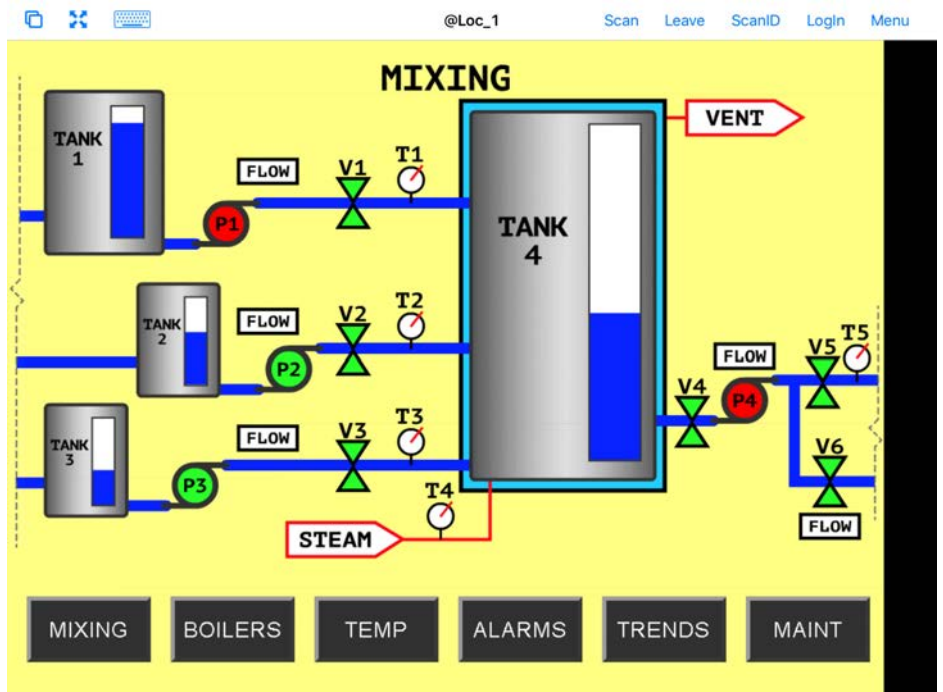 @Loc_1 Scan Leave ScanID LogIn Menu
MIXING
TANK
1
FLOW
V1
T1
VENT
P1
TANK
4
TANK
2
FLOW
V2
T2
P2
TANK
3
FLOW
V3
T3
P3
V4
FLOW
P4
V5
T5
V6
FLOW
T4
STEAM
MIXING BOILERS TEMP ALARMS TRENDS MAINT